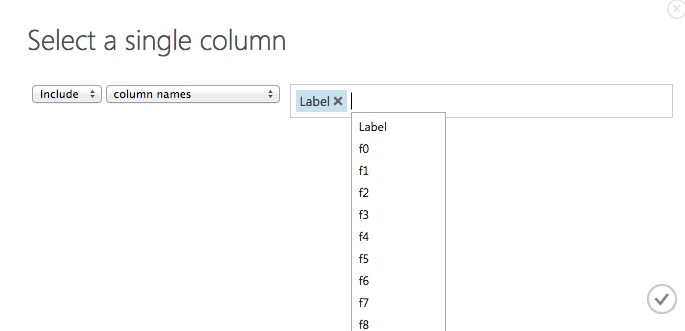 Select a single column
Include column names Label
Label
f0
f1
f2
f3
f4
f5
f6
f7
f8